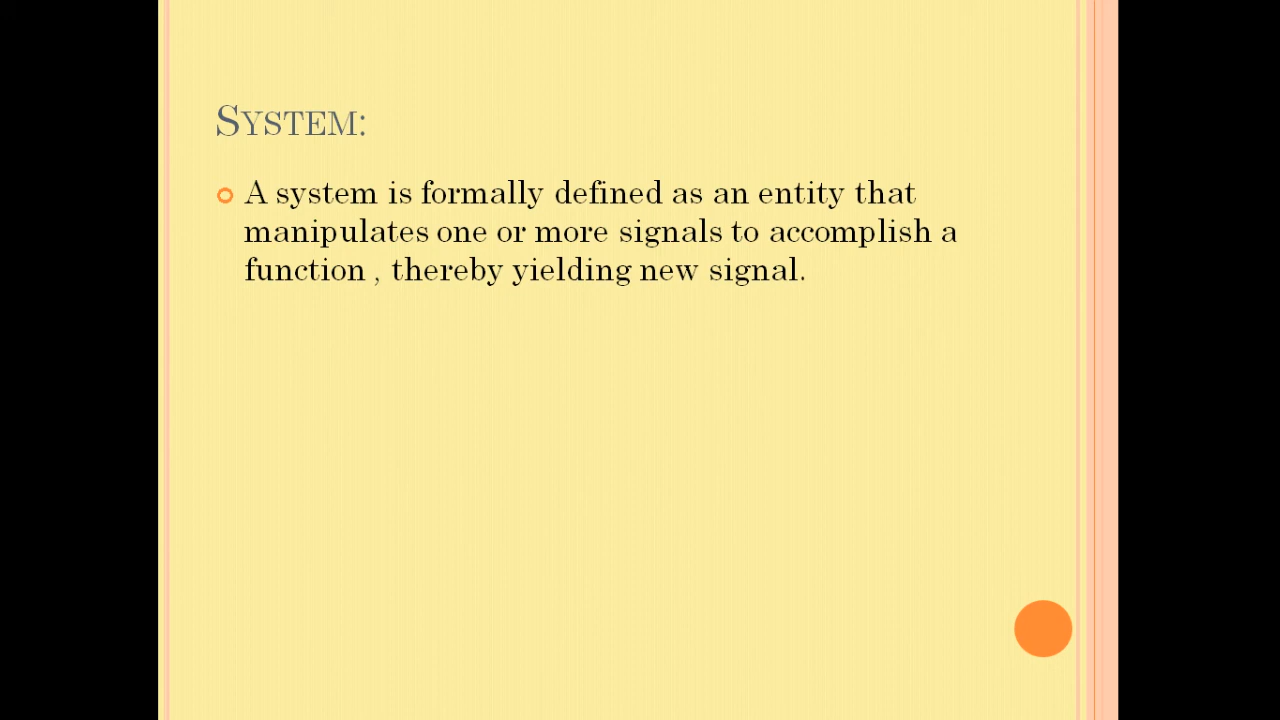 System:
A system is formally defined as an entity that
manipulates one or more signals to accomplish a
function , thereby yielding new signal.